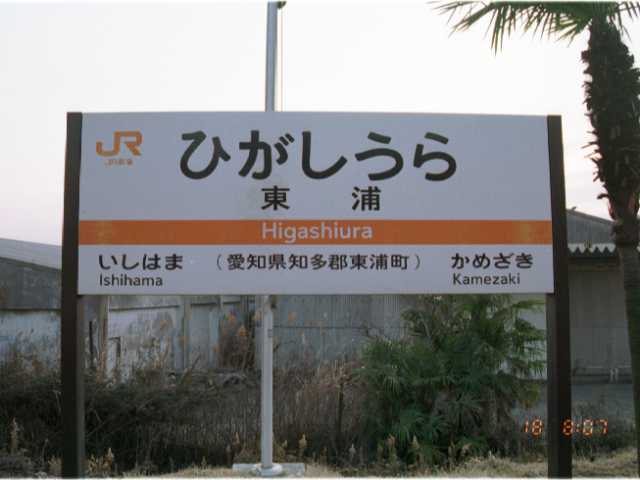 JR
JR東海
ひがしうら
東浦
Higashiura
いしはま （愛知県知多郡東浦町） かめざき
Ishihama Kamezaki
18 8:07